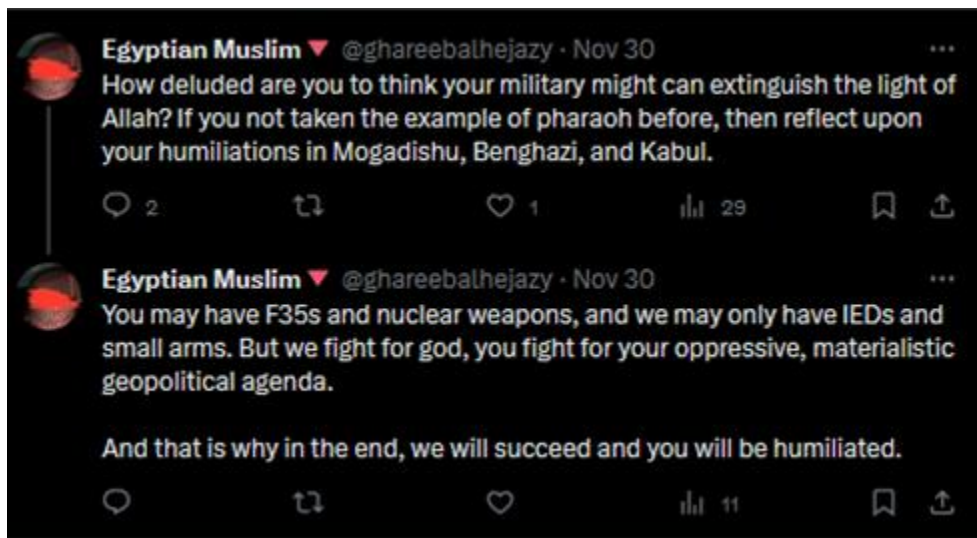 Egyptian Muslim🔻 @ghareebalhejazy · Nov 30
How deluded are you to think your military might can extinguish the light of
Allah? If you not taken the example of pharaoh before, then reflect upon
your humiliations in Mogadishu, Benghazi, and Kabul.
2 1 29
Egyptian Muslim🔻 @ghareebalhejazy · Nov 30
You may have F35s and nuclear weapons, and we may only have IEDs and
small arms. But we fight for god, you fight for your oppressive, materialistic
geopolitical agenda.
And that is why in the end, we will succeed and you will be humiliated.
11